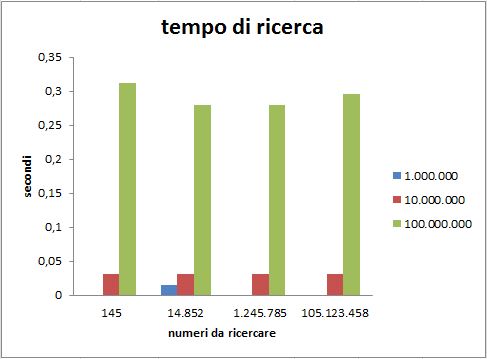 tempo di ricerca
0,35
0,3
0,25
0,2
0,15
0,1
0,05
0
secondi
145 14.852 1.245.785 105.123.458
numeri da ricercare
1.000.000
10.000.000
100.000.000